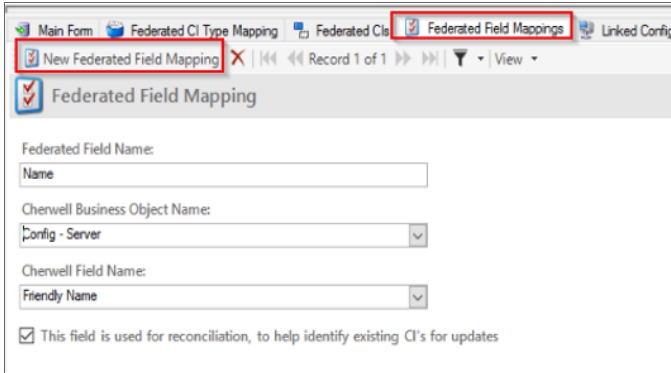 Main Form Federated CI Type Mapping Federated CIs Federated Field Mappings Linked Config
New Federated Field Mapping Record 1 of 1 View
Federated Field Mapping
Federated Field Name:
Name
Cherwell Business Object Name:
Config - Server
Cherwell Field Name:
Friendly Name
This field is used for reconciliation, to help identify existing CI's for updates